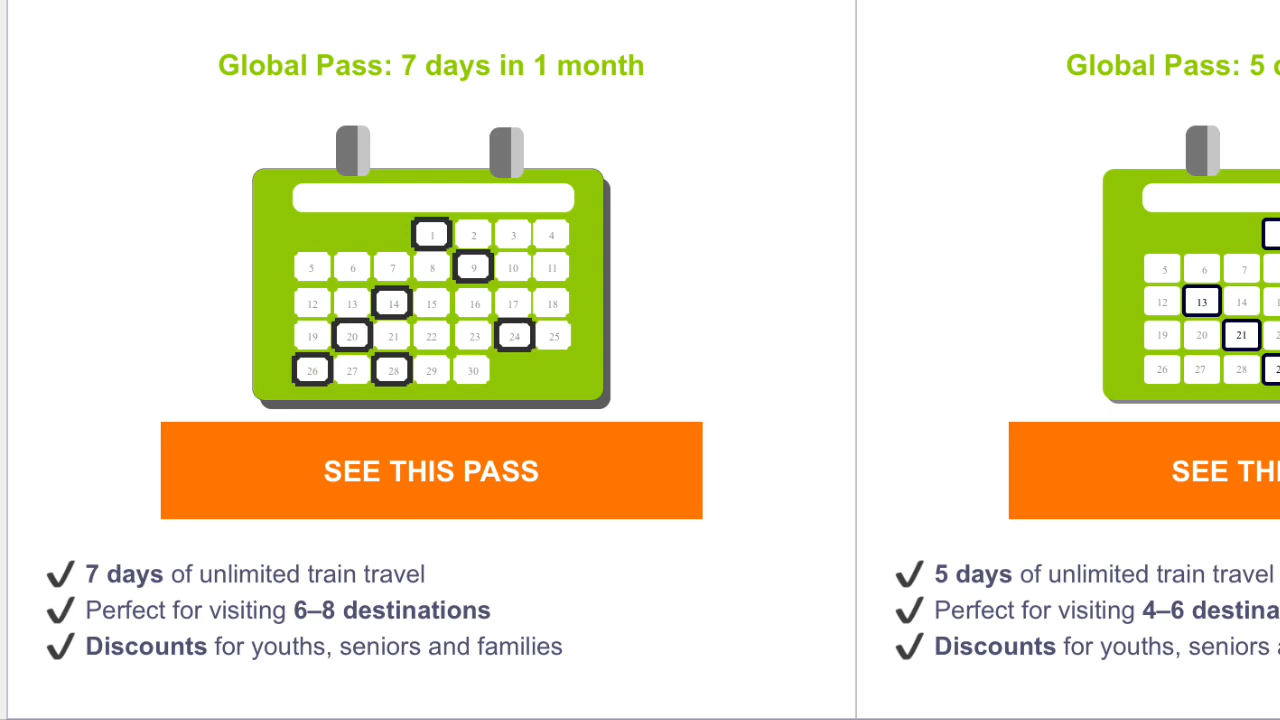 Global Pass: 7 days in 1 month
1 2 3 4
5 6 7 8 9 10 11
12 13 14 15 16 17 18
19 20 21 22 23 24 25
26 27 28 29 30
SEE THIS PASS
✔ 7 days of unlimited train travel
✔ Perfect for visiting 6–8 destinations
✔ Discounts for youths, seniors and families
Global Pass: 5
5 6 7
12 13 14
19 20 21
26 27 28
SEE
✔ 5 days of unlimited train travel
✔ Perfect for visiting 4–6
✔ Discounts for youths, seniors